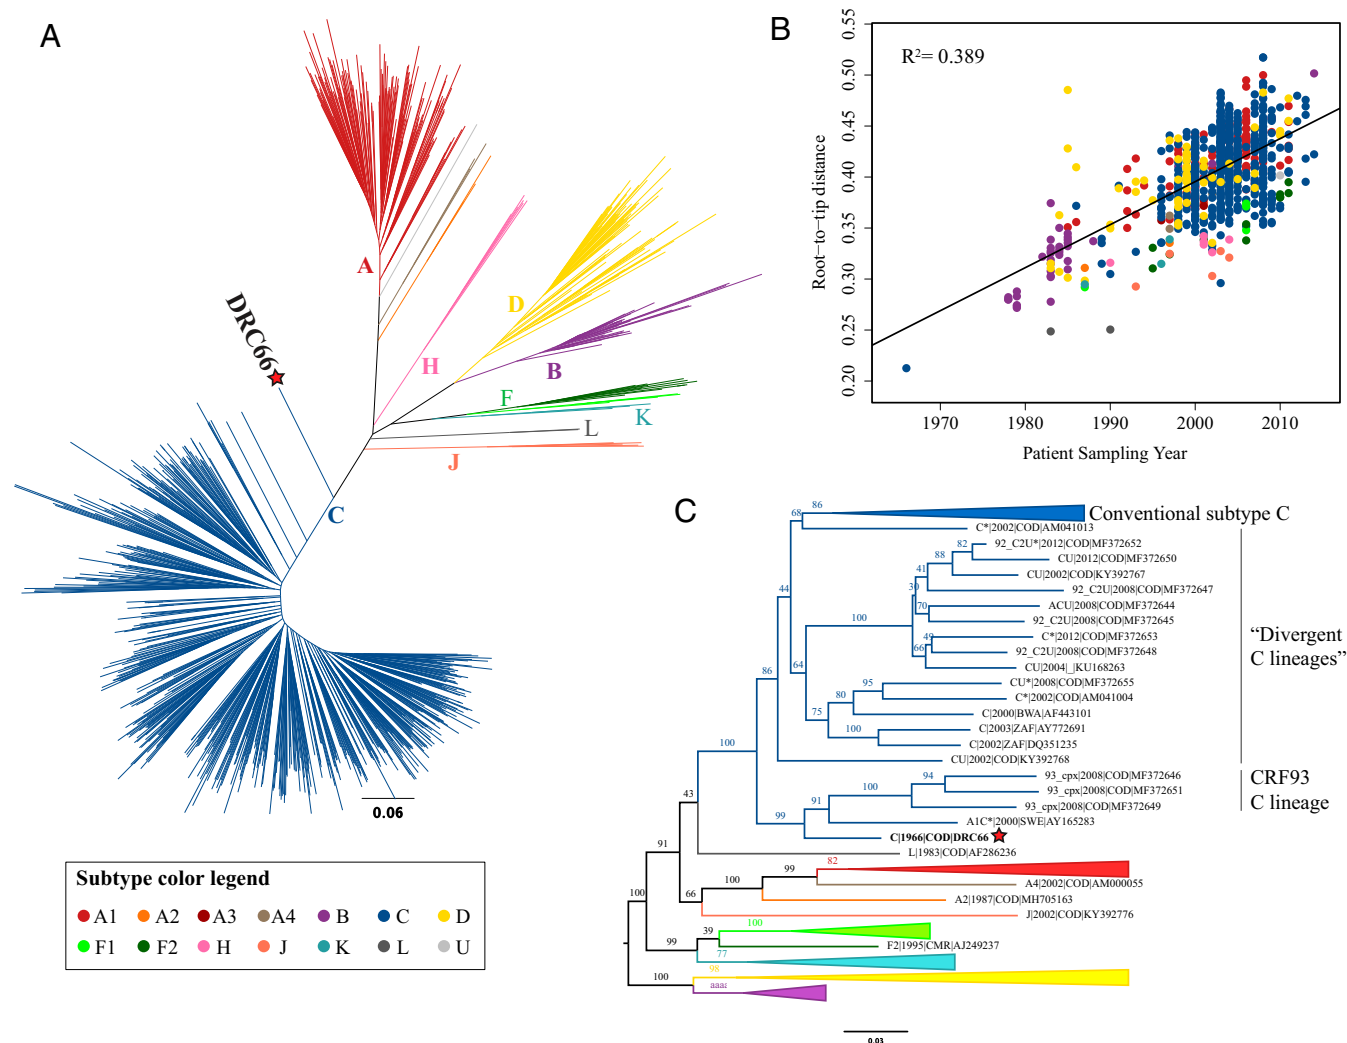 A
A
DRC66
H
D
B
F
K
L
J
C
0.06
Subtype color legend
A1 A2 A3 A4 B C D
F1 F2 H J K L U
B
R²= 0.389
Root-to-tip distance
0.55
0.50
0.45
0.40
0.35
0.30
0.25
0.20
1970 1980 1990 2000 2010
Patient Sampling Year
C
86
Conventional subtype C
68
C*|2002|COD|AM041013
92_C2U*|2012|COD|MF372652
82
CU|2012|COD|MF372650
88
CU|2002|COD|KY392767
41
92_C2U|2008|COD|MF372647
30
44
ACU|2008|COD|MF372644
70
92_C2U|2008|COD|MF372645
100
C*|2012|COD|MF372653
49
92_C2U|2008|COD|MF372648
66
CU|2004|_|KU168263
64
CU*|2008|COD|MF372655
95
C*|2002|COD|AM041004
80
C|2000|BWA|AF443101
75
C|2003|ZAF|AY772691
100
C|2002|ZAF|DQ351235
86
CU|2002|COD|KY392768
“Divergent
C lineages”
100
93_cpx|2008|COD|MF372646
94
93_cpx|2008|COD|MF372651
100
93_cpx|2008|COD|MF372649
91
A1C*|2000|SWE|AY165283
99
C|1966|COD|DRC66
CRF93
C lineage
43
L|1983|COD|AF286236
91
82
99
A4|2002|COD|AM000055
100
A2|1987|COD|MH705163
66
J|2002|COD|KY392776
100
100
39
F2|1995|CMR|AJ249237
99
77
98
100
aaaa
0.03